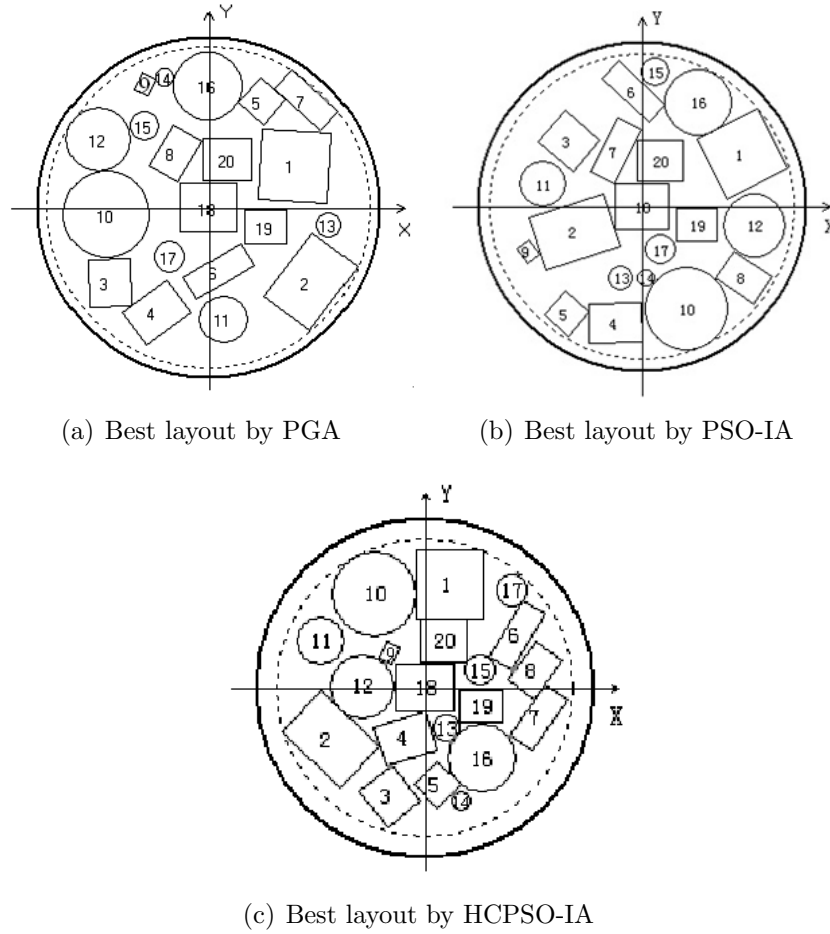 Y
9 14 16
5 7
12 15
8 20 1
10 18
19 13 X
17 6
3 2
4 11
(a) Best layout by PGA
Y
15
6 16
3 7 20 1
11
18 X
2 19 12
9 17
13 14 8
5 4 10
(b) Best layout by PSO-IA
Y
10 1 17
11 20 6
9 15 8
12 18
X
2 4 13 19 7
16
3 5 14
(c) Best layout by HCPSO-IA